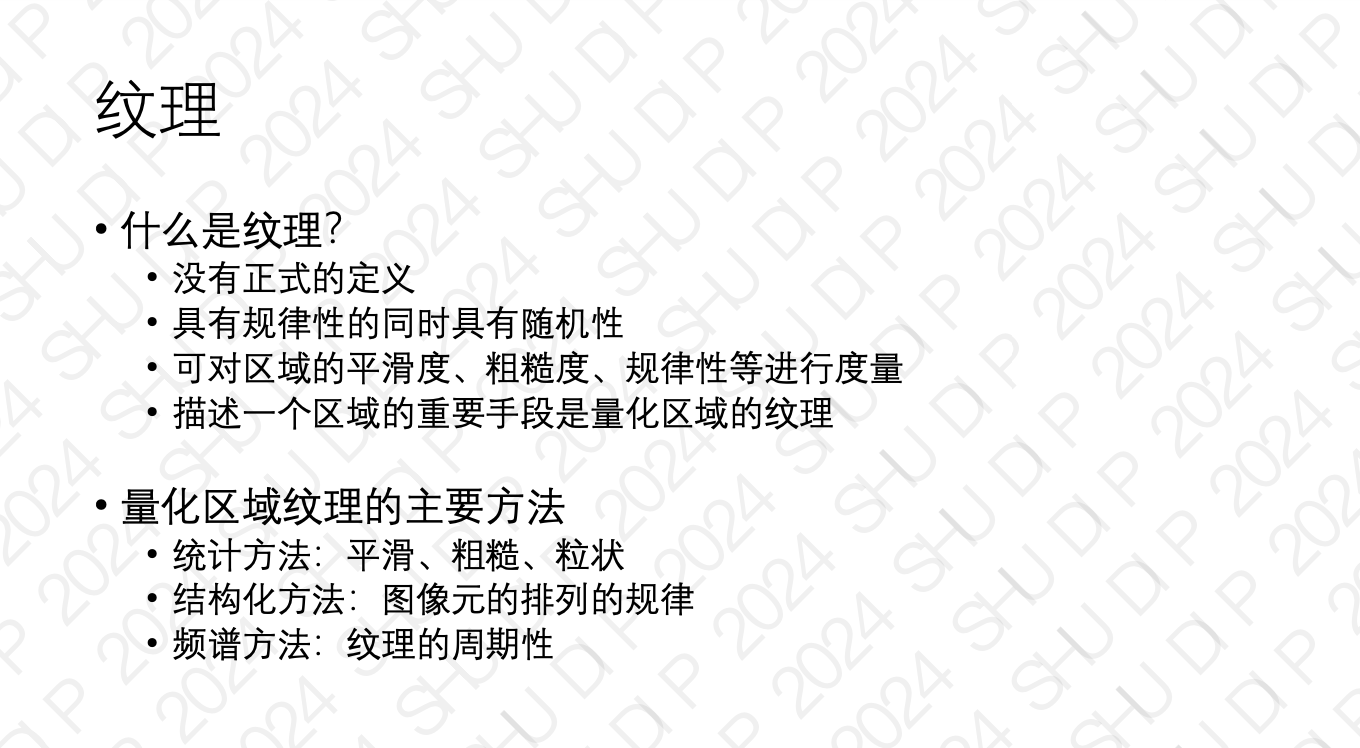 纹理
• 什么是纹理？
• 没有正式的定义
• 具有规律性的同时具有随机性
• 可对区域的平滑度、粗糙度、规律性等进行度量
• 描述一个区域的重要手段是量化区域的纹理
• 量化区域纹理的主要方法
• 统计方法：平滑、粗糙、粒状
• 结构化方法：图像元的排列的规律
• 频谱方法：纹理的周期性
SHU DIP 2024